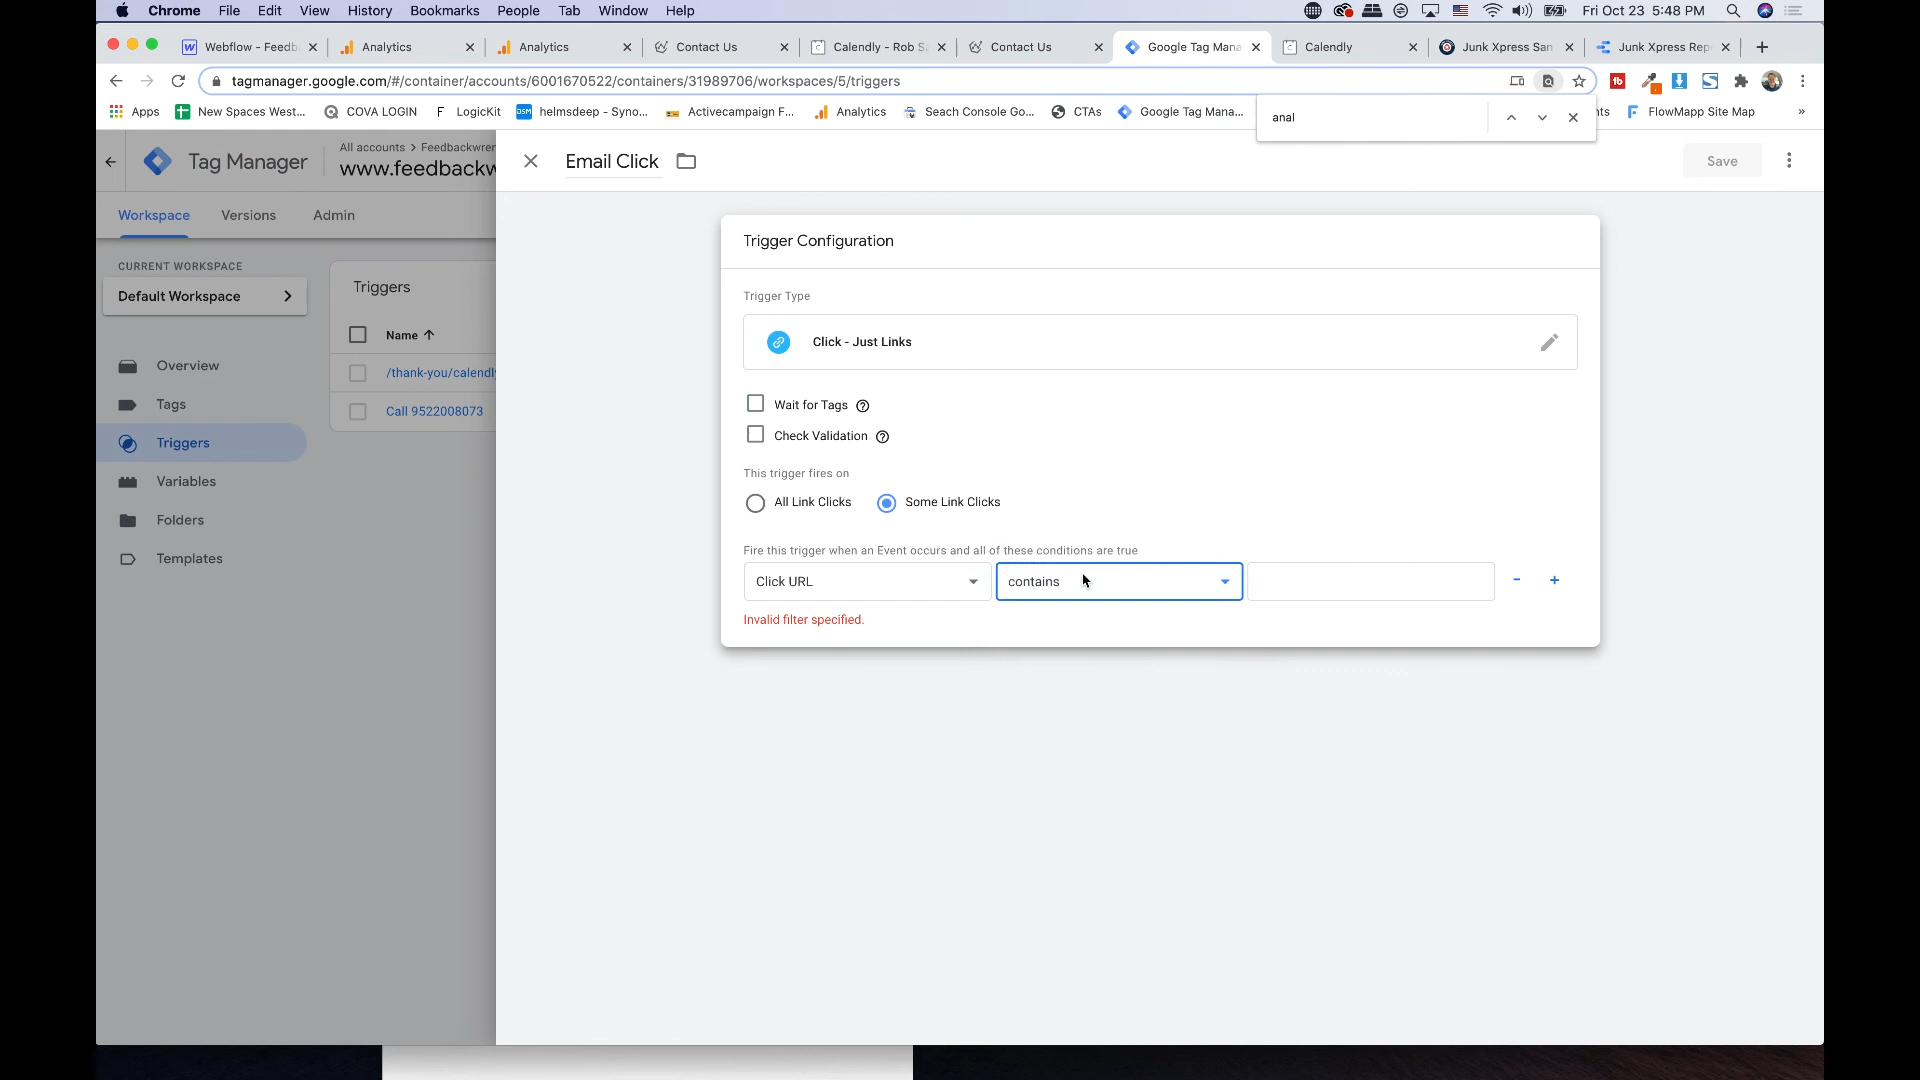 Chrome File Edit View History Bookmarks People Tab Window Help Fri Oct 23 5:48 PM
Webflow - Feedb Analytics Analytics Contact Us Calendly - Rob S Contact Us Google Tag Mana Calendly Junk Xpress San Junk Xpress Rep
tagmanager.google.com/#/container/accounts/6001670522/containers/31989706/workspaces/5/triggers
Apps New Spaces West... COVA LOGIN LogicKit helmsdeep - Syno... Activecampaign F... Analytics Seach Console Go... CTAs Google Tag Mana... nts FlowMapp Site Map »
anal
Tag Manager
All accounts > Feedbackwren
www.feedbackw
Email Click
Save
Workspace Versions Admin
CURRENT WORKSPACE
Default Workspace
Overview
Tags
Triggers
Variables
Folders
Templates
Triggers
Name
/thank-you/calendly
Call 9522008073
Trigger Configuration
Trigger Type
Click - Just Links
Wait for Tags
Check Validation
This trigger fires on
All Link Clicks Some Link Clicks
Fire this trigger when an Event occurs and all of these conditions are true
Click URL contains - +
Invalid filter specified.